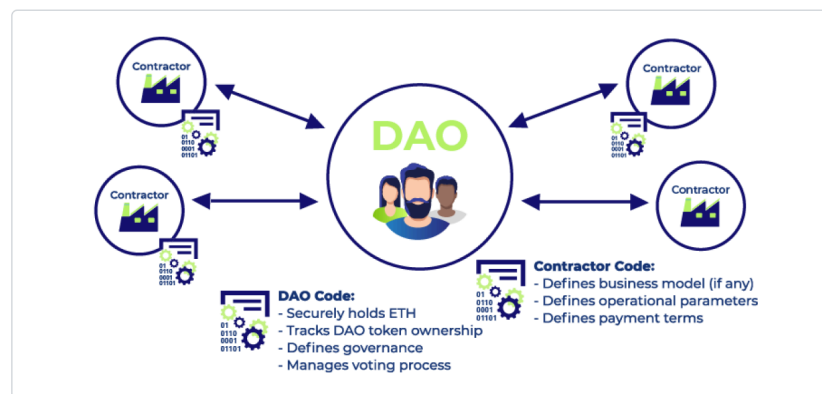 Contractor
Contractor
DAO
01
0110
0001
01101
01
0110
0001
01101
Contractor
Contractor
01
0110
0001
01101
DAO Code:
- Securely holds ETH
- Tracks DAO token ownership
- Defines governance
- Manages voting process
01
0110
0001
01101
Contractor Code:
- Defines business model (if any)
- Defines operational parameters
- Defines payment terms
01
0110
0001
01101